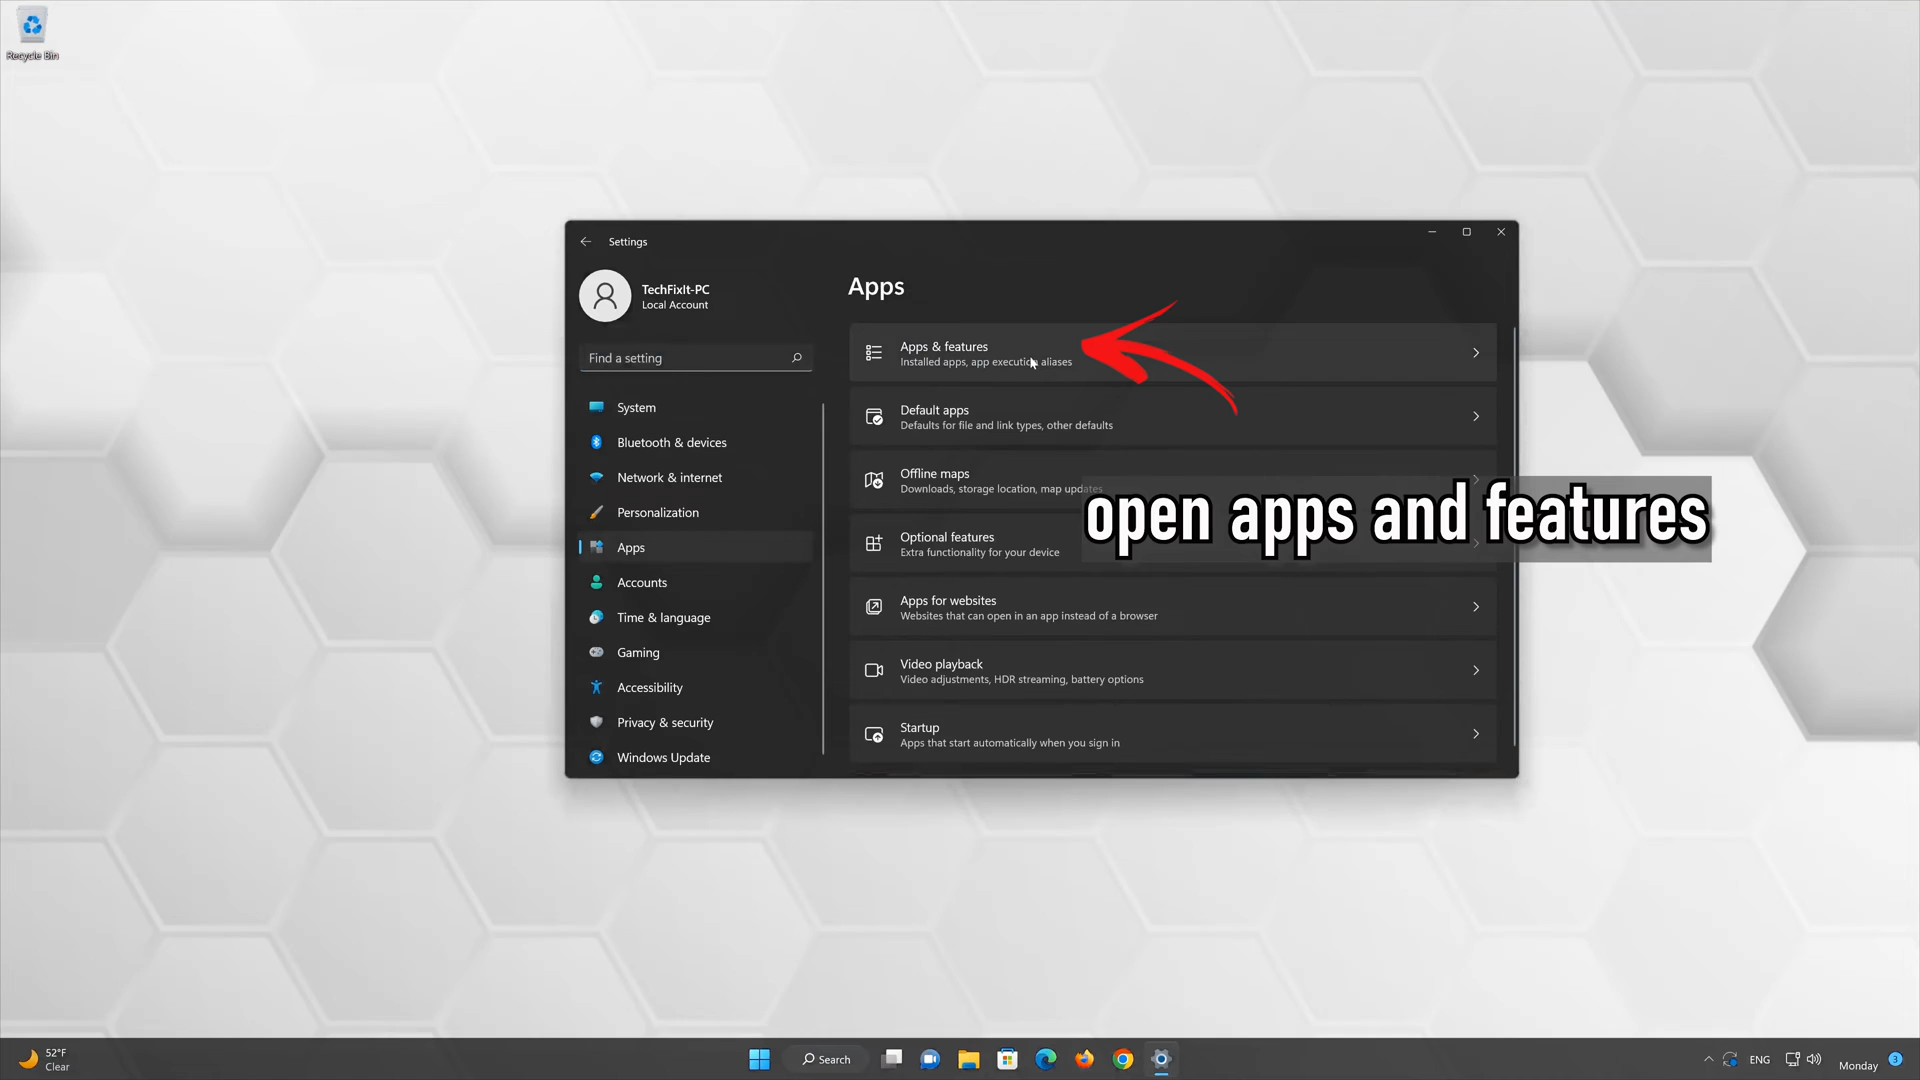 Recycle Bin
Settings
TechFixIt-PC
Local Account
Find a setting
System
Bluetooth & devices
Network & internet
Personalization
Apps
Accounts
Time & language
Gaming
Accessibility
Privacy & security
Windows Update
Apps
Apps & features
Installed apps, app execution aliases
Default apps
Defaults for file and link types, other defaults
Offline maps
Downloads, storage location, map updates
Optional features
Extra functionality for your device
Apps for websites
Websites that can open in an app instead of a browser
Video playback
Video adjustments, HDR streaming, battery options
Startup
Apps that start automatically when you sign in
open apps and features
52°F
Clear
Search
ENG
Monday
3